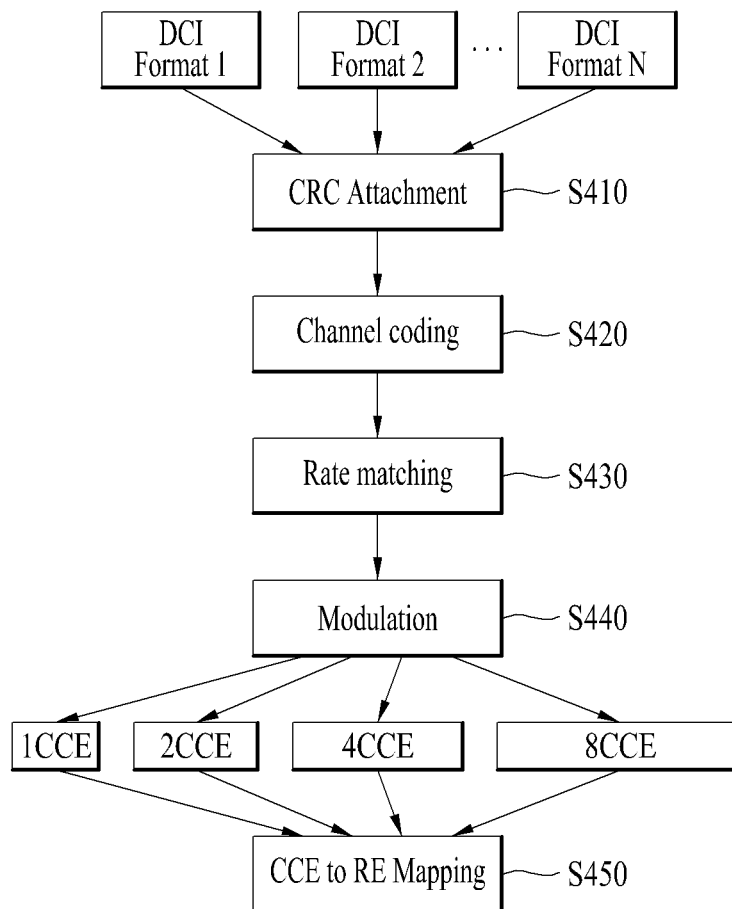 DCI
Format 1
DCI
Format 2
...
DCI
Format N
CRC Attachment
S410
Channel coding
S420
Rate matching
S430
Modulation
S440
1CCE
2CCE
4CCE
8CCE
CCE to RE Mapping
S450